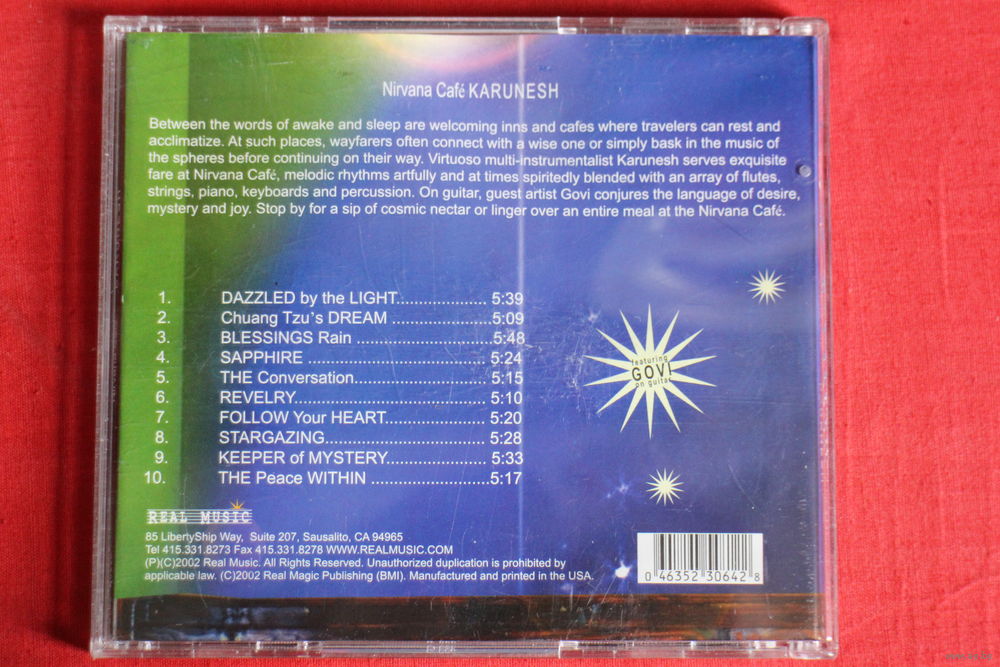 Nirvana Café KARUNESH
Between the words of awake and sleep are welcoming inns and cafes where travelers can rest and
acclimatize. At such places, wayfarers often connect with a wise one or simply bask in the music of
the spheres before continuing on their way. Virtuoso multi-instrumentalist Karunesh serves exquisite
fare at Nirvana Café, melodic rhythms artfully and at times spiritedly blended with an array of flutes,
strings, piano, keyboards and percussion. On guitar, guest artist Govi conjures the language of desire,
mystery and joy. Stop by for a sip of cosmic nectar or linger over an entire meal at the Nirvana Café.
1. DAZZLED by the LIGHT................... 5:39
2. Chuang Tzu's DREAM ......................5:09
3. BLESSINGS Rain ..............................5:48
4. SAPPHIRE ....................................... 5:24
5. THE Conversation............................ 5:15
6. REVELRY......................................... 5:10
7. FOLLOW Your HEART...................... 5:20
8. STARGAZING................................... 5:28
9. KEEPER of MYSTERY..................... 5:33
10. THE Peace WITHIN .........................5:17
featuring
GOVI
on guitar
REAL MUSIC
85 LibertyShip Way, Suite 207, Sausalito, CA 94965
Tel 415.331.8273 Fax 415.331.8278 WWW.REALMUSIC.COM
(P)(C)2002 Real Music. All Rights Reserved. Unauthorized duplication is prohibited by
applicable law. (C)2002 Real Magic Publishing (BMI). Manufactured and printed in the USA.
0 46352 30642 8